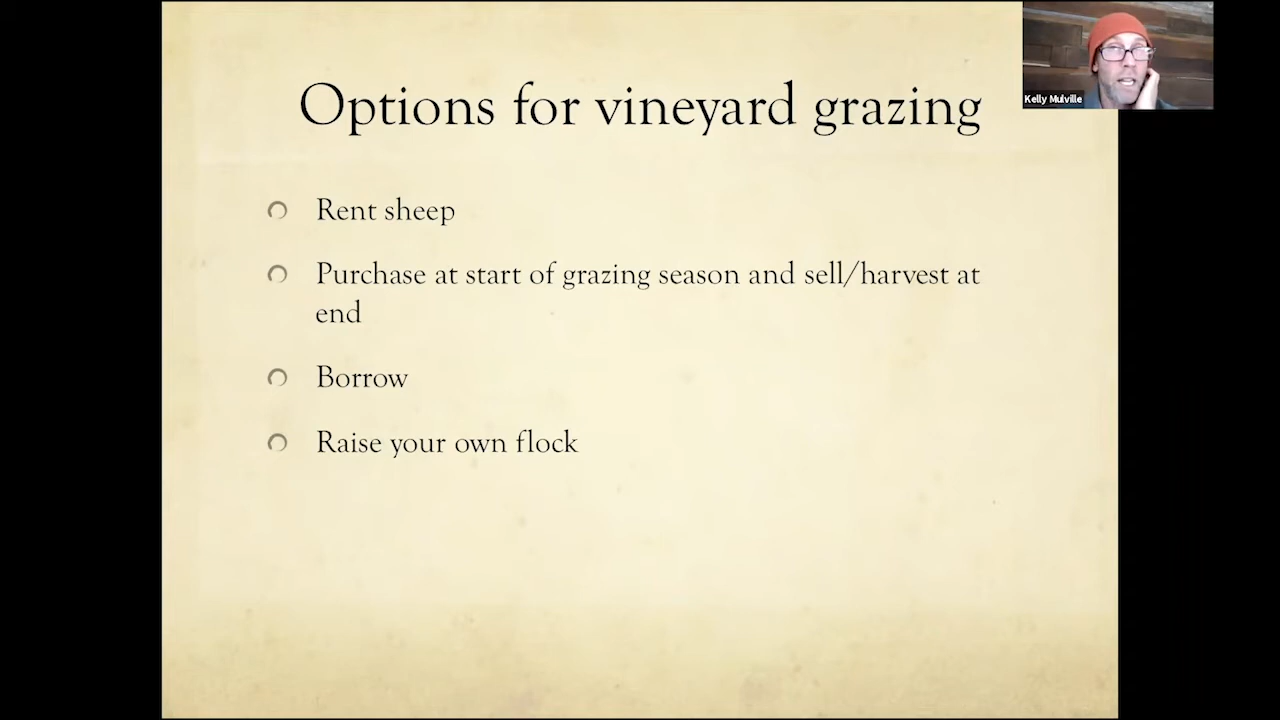 Options for vineyard grazing
Kelly Mulville
Rent sheep
Purchase at start of grazing season and sell/harvest at
end
Borrow
Raise your own flock